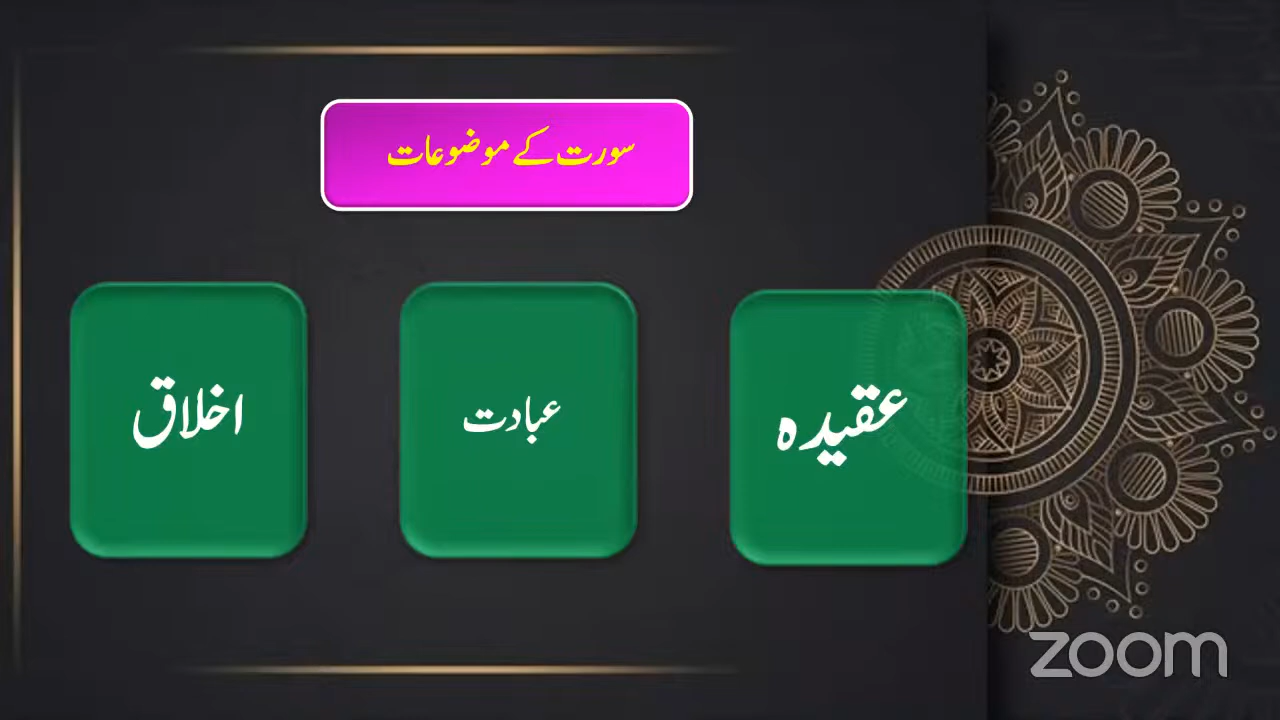 سورت کے موضوعات
عقیدہ
عبادت
اخلاق
zoom